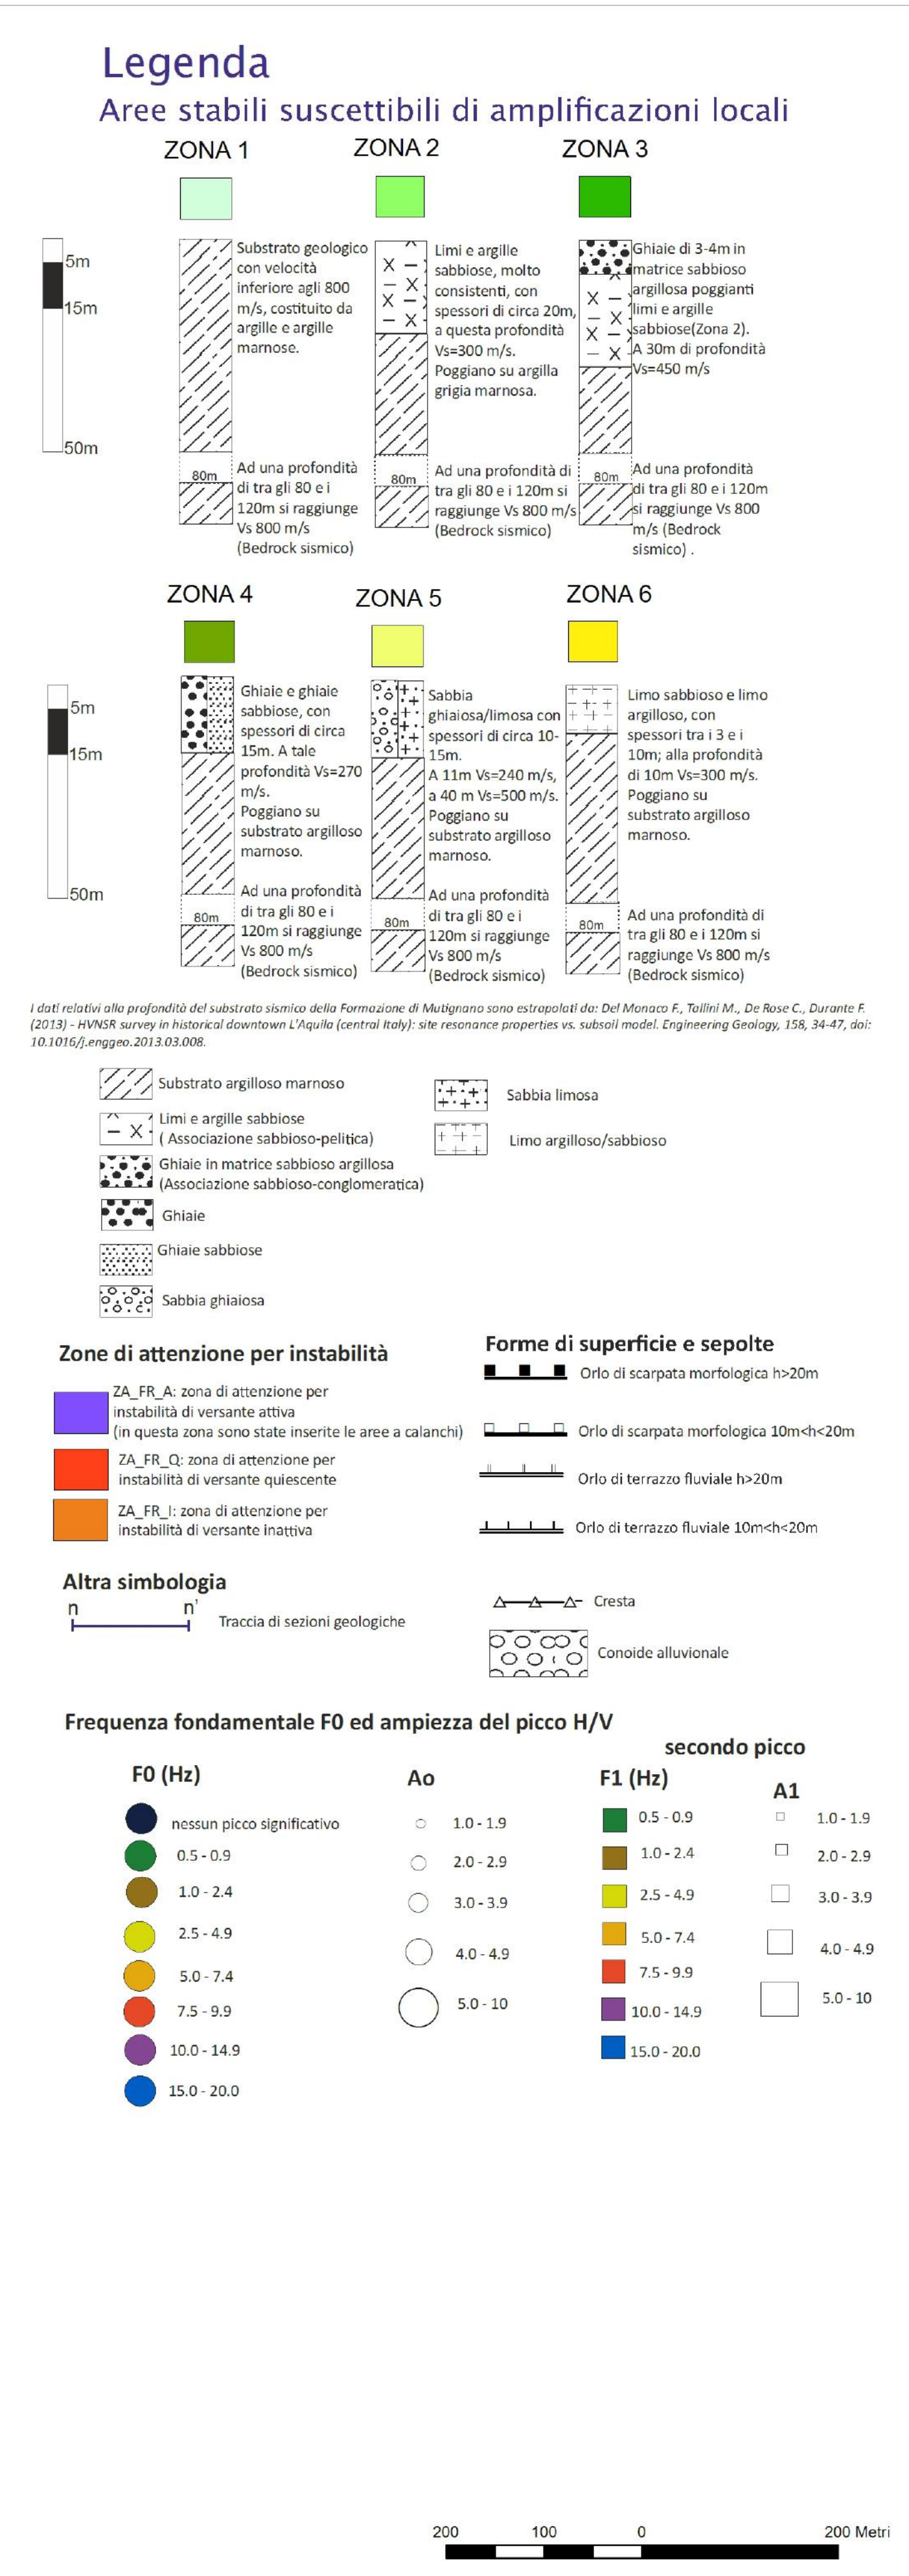 Legenda
Aree stabili suscettibili di amplificazioni locali
ZONA 1
ZONA 2
ZONA 3
5m
15m
50m
Substrato geologico
con velocità
inferiore agli 800
m/s, costituito da
argille e argille
marnose.
80m
Ad una profondità
di tra gli 80 e i
120m si raggiunge
Vs 800 m/s
(Bedrock sismico)
Limi e argille
sabbiose, molto
consistenti, con
spessori di circa 20m,
a questa profondità
Vs=300 m/s.
Poggiano su argilla
grigia marnosa.
80m
Ad una profondità di
tra gli 80 e i 120m si
raggiunge Vs 800 m/s
(Bedrock sismico)
Ghiaie di 3-4m in
matrice sabbioso
argillosa poggianti
limi e argille
sabbiose(Zona 2).
A 30m di profondità
Vs=450 m/s
80m
Ad una profondità
di tra gli 80 e i 120m
si raggiunge Vs 800
m/s (Bedrock
sismico) .
ZONA 4
ZONA 5
ZONA 6
5m
15m
50m
Ghiaie e ghiaie
sabbiose, con
spessori di circa
15m. A tale
profondità Vs=270
m/s.
Poggiano su
substrato argilloso
marnoso.
80m
Ad una profondità
di tra gli 80 e i
120m si raggiunge
Vs 800 m/s
(Bedrock sismico)
Sabbia
ghiaiosa/limosa con
spessori di circa 10-
15m.
A 11m Vs=240 m/s,
a 40 m Vs=500 m/s.
Poggiano su
substrato argilloso
marnoso.
80m
Ad una profondità
di tra gli 80 e i
120m si raggiunge
Vs 800 m/s
(Bedrock sismico)
Limo sabbioso e limo
argilloso, con
spessori tra i 3 e i
10m; alla profondità
di 10m Vs=300 m/s.
Poggiano su
substrato argilloso
marnoso.
80m
Ad una profondità di
tra gli 80 e i 120m si
raggiunge Vs 800 m/s
(Bedrock sismico)
I dati relativi alla profondità del substrato sismico della Formazione di Mutignano sono estrapolati da: Del Monaco F., Tallini M., De Rose C., Durante F.
(2013) - HVNSR survey in historical downtown L'Aquila (central Italy): site resonance properties vs. subsoil model. Engineering Geology, 158, 34-47, doi:
10.1016/j.enggeo.2013.03.008.
Substrato argilloso marnoso
Limi e argille sabbiose
( Associazione sabbioso-pelitica)
Ghiaie in matrice sabbioso argillosa
(Associazione sabbioso-conglomeratica)
Ghiaie
Ghiaie sabbiose
Sabbia ghiaiosa
Sabbia limosa
Limo argilloso/sabbioso
Zone di attenzione per instabilità
ZA_FR_A: zona di attenzione per
instabilità di versante attiva
(in questa zona sono state inserite le aree a calanchi)
ZA_FR_Q: zona di attenzione per
instabilità di versante quiescente
ZA_FR_I: zona di attenzione per
instabilità di versante inattiva
Forme di superficie e sepolte
Orlo di scarpata morfologica h>20m
Orlo di scarpata morfologica 10m<h<20m
Orlo di terrazzo fluviale h>20m
Orlo di terrazzo fluviale 10m<h<20m
Cresta
Conoide alluvionale
Altra simbologia
n n'
Traccia di sezioni geologiche
Frequenza fondamentale F0 ed ampiezza del picco H/V
secondo picco
F0 (Hz)
nessun picco significativo
0.5 - 0.9
1.0 - 2.4
2.5 - 4.9
5.0 - 7.4
7.5 - 9.9
10.0 - 14.9
15.0 - 20.0
Ao
1.0 - 1.9
2.0 - 2.9
3.0 - 3.9
4.0 - 4.9
5.0 - 10
F1 (Hz)
0.5 - 0.9
1.0 - 2.4
2.5 - 4.9
5.0 - 7.4
7.5 - 9.9
10.0 - 14.9
15.0 - 20.0
A1
1.0 - 1.9
2.0 - 2.9
3.0 - 3.9
4.0 - 4.9
5.0 - 10
200 100 0 200 Metri